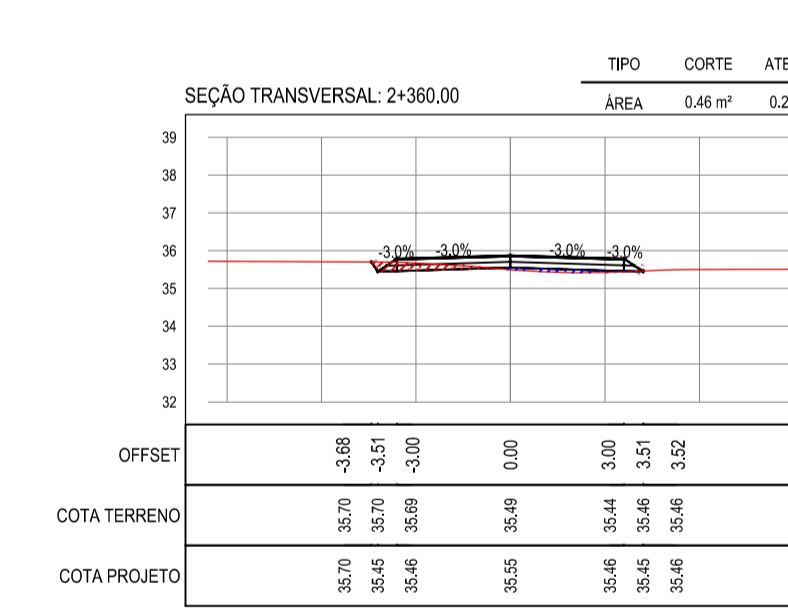 TIPO CORTE ATE
SEÇÃO TRANSVERSAL: 2+360,00
ÁREA 0.46 m² 0.2
39
38
37
36
35
34
33
32
-3.0% -3.0% -3.0% -3.0%
OFFSET -3.68 -3.51 -3.00 0.00 3.00 3.51 3.52
COTA TERRENO 35.70 35.70 35.69 35.49 35.44 35.46 35.46
COTA PROJETO 35.70 35.45 35.46 35.55 35.46 35.45 35.46